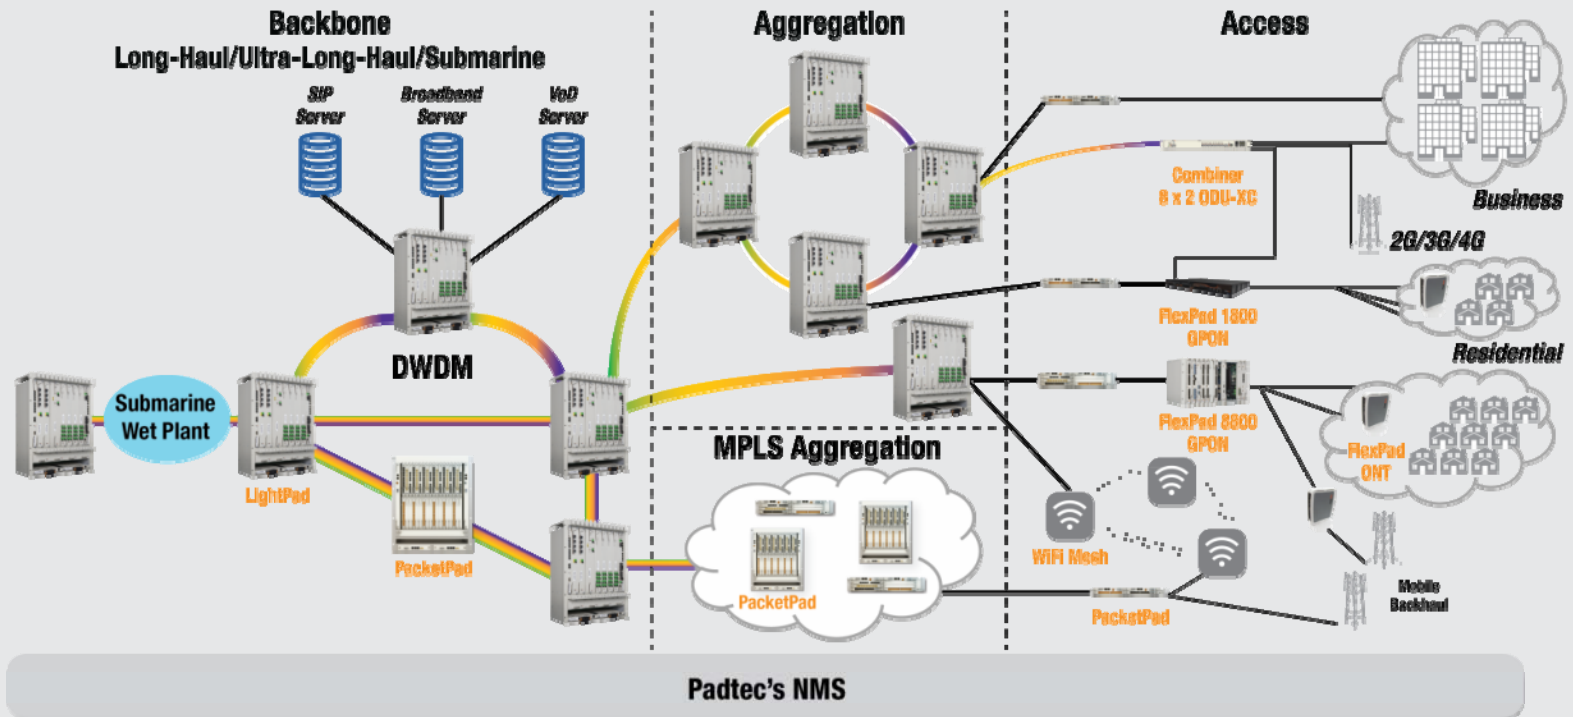 Backbone
Long-Haul/Ultra-Long-Haul/Submarine
SIP
Server
Broadband
Server
VoD
Server
DWDM
Submarine
Wet Plant
LightPad
PacketPad
Aggregation
MPLS Aggregation
PacketPad
Access
Combiner
8 x 2 ODU-XC
Business
2G/3G/4G
FlexPad 1800
GPON
Residential
FlexPad 8800
GPON
FlexPad
ONT
WiFi Mesh
PacketPad
Mobile
Backhaul
Padtec's NMS